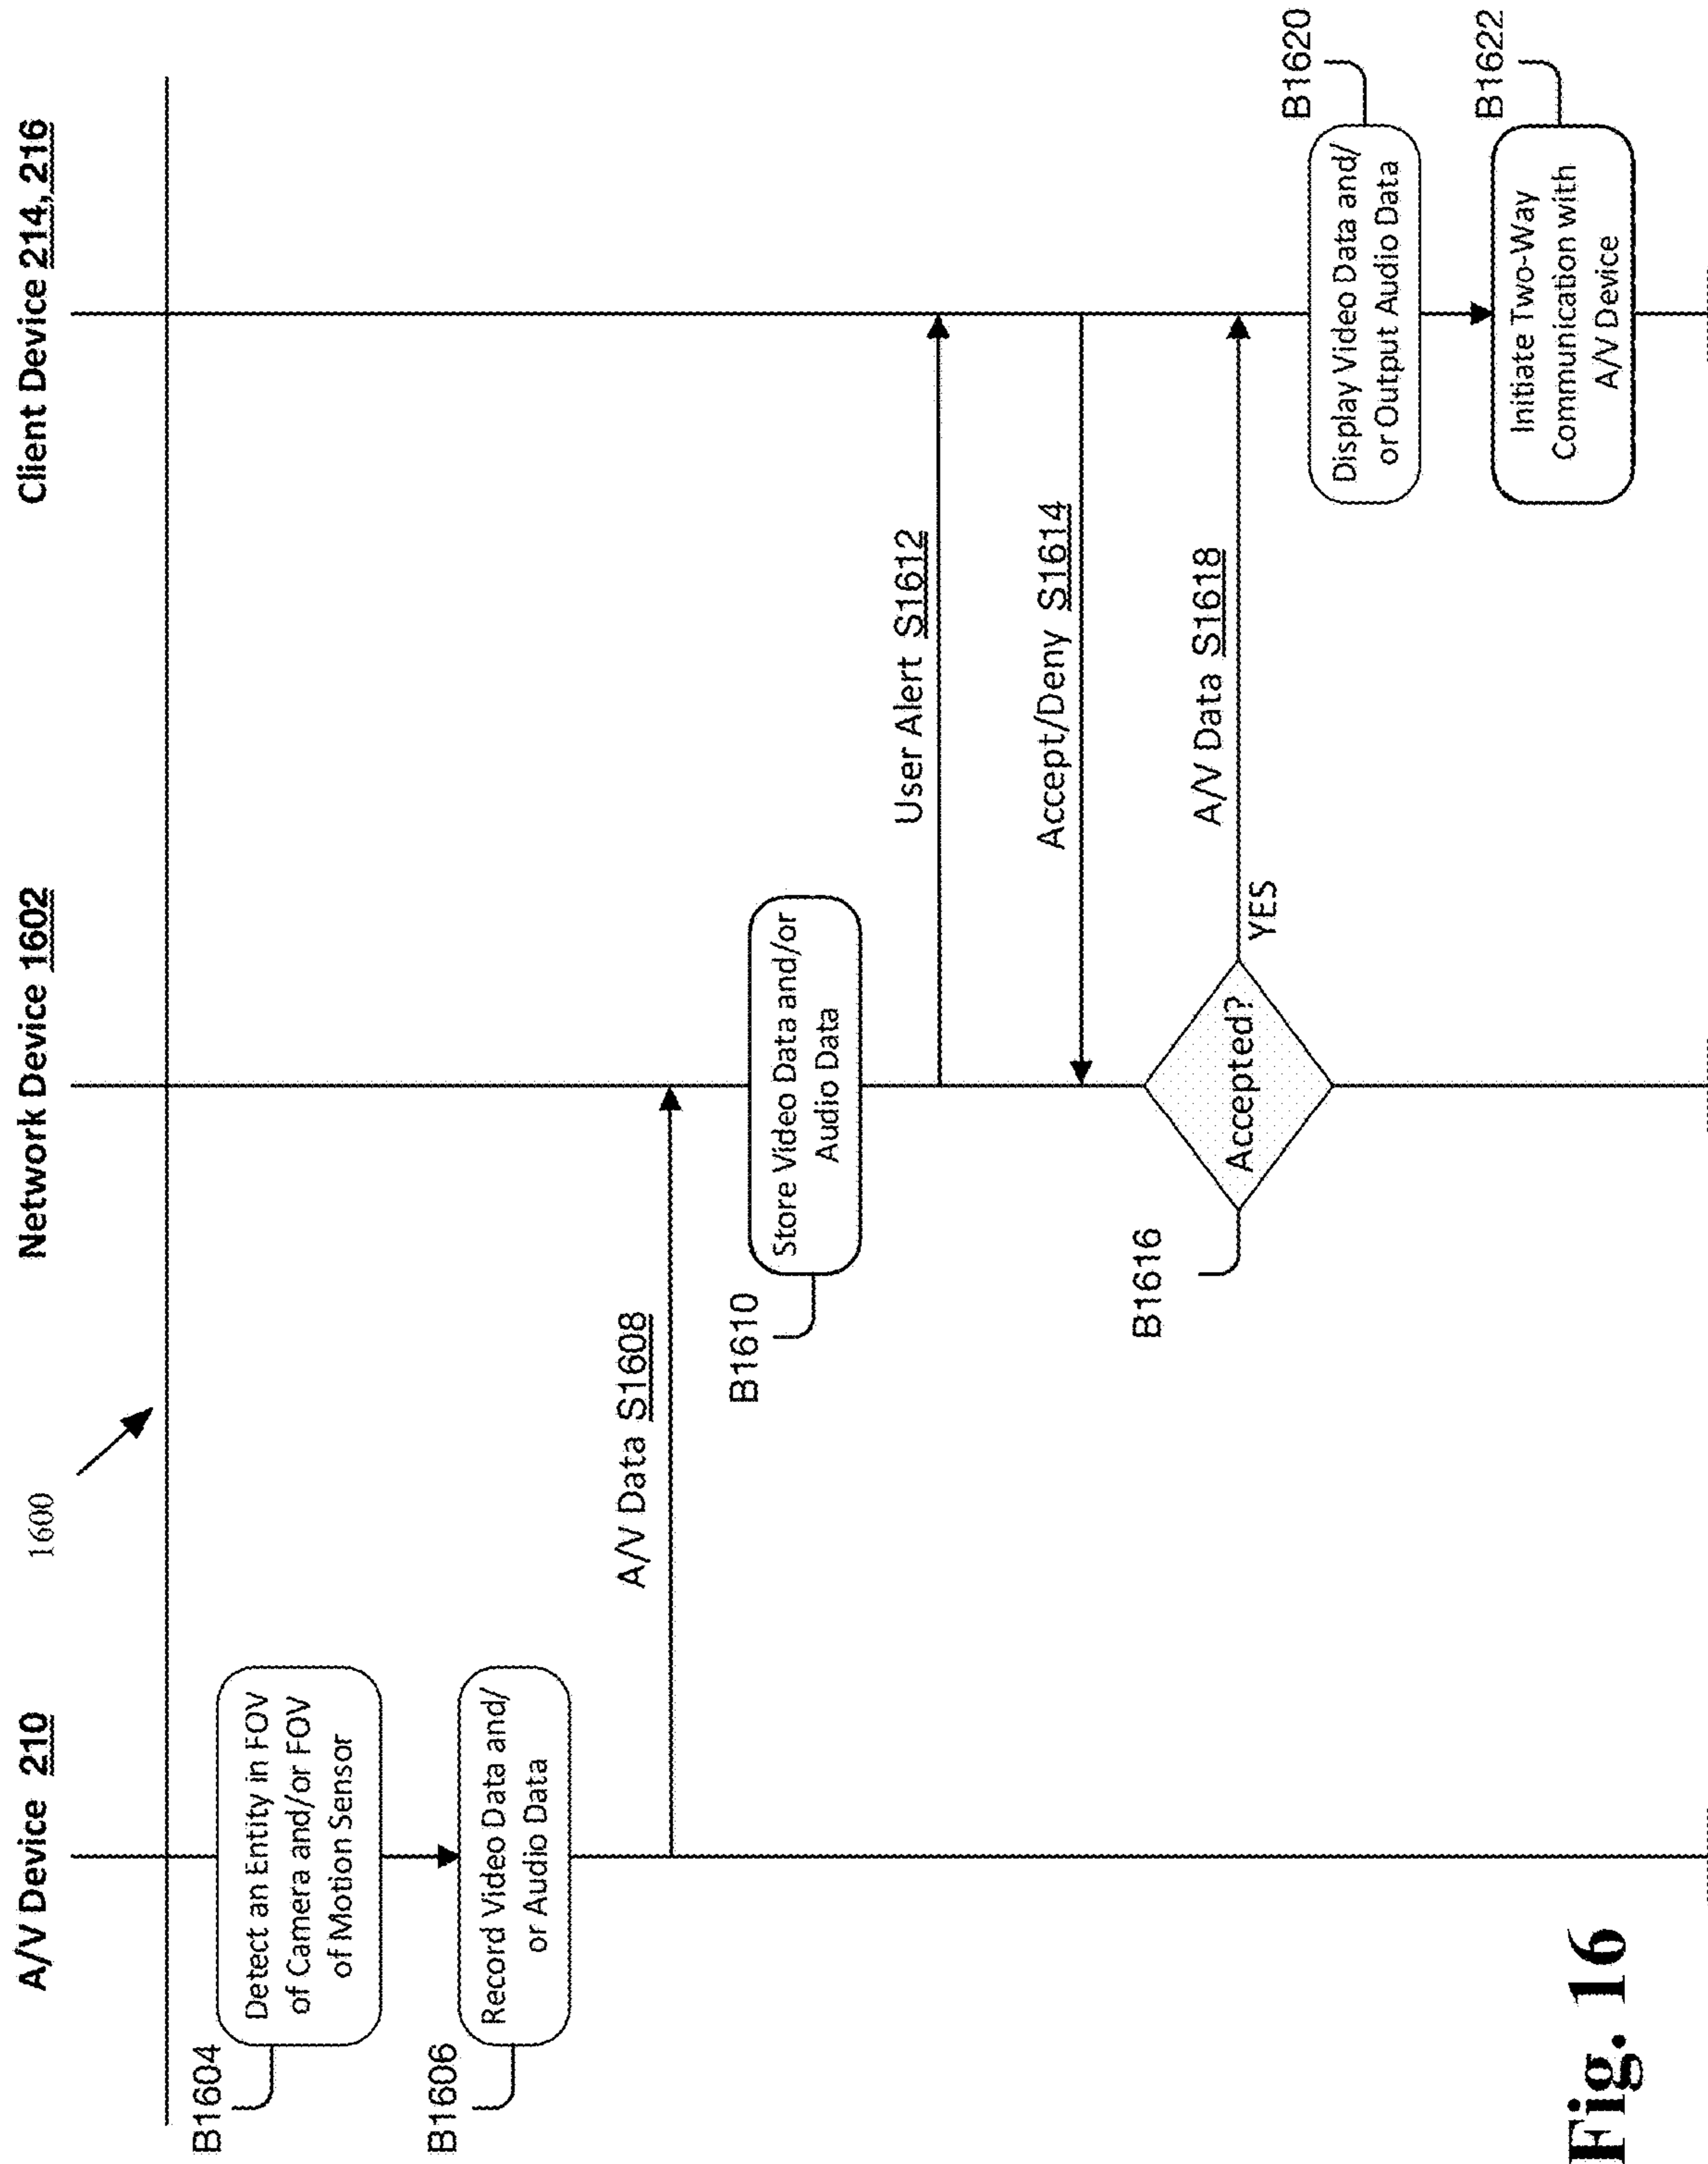 1600
A/V Device 210
Network Device 1602
Client Device 214, 216
B1604
Detect an Entity in FOV
of Camera and/or FOV
of Motion Sensor
B1606
Record Video Data and/
or Audio Data
A/V Data S1608
B1610
Store Video Data and/or
Audio Data
User Alert S1612
Accept/Deny S1614
B1616
Accepted?
YES
A/V Data S1618
B1620
Display Video Data and/
or Output Audio Data
B1622
Initiate Two-Way
Communication with
A/V Device
Fig. 16